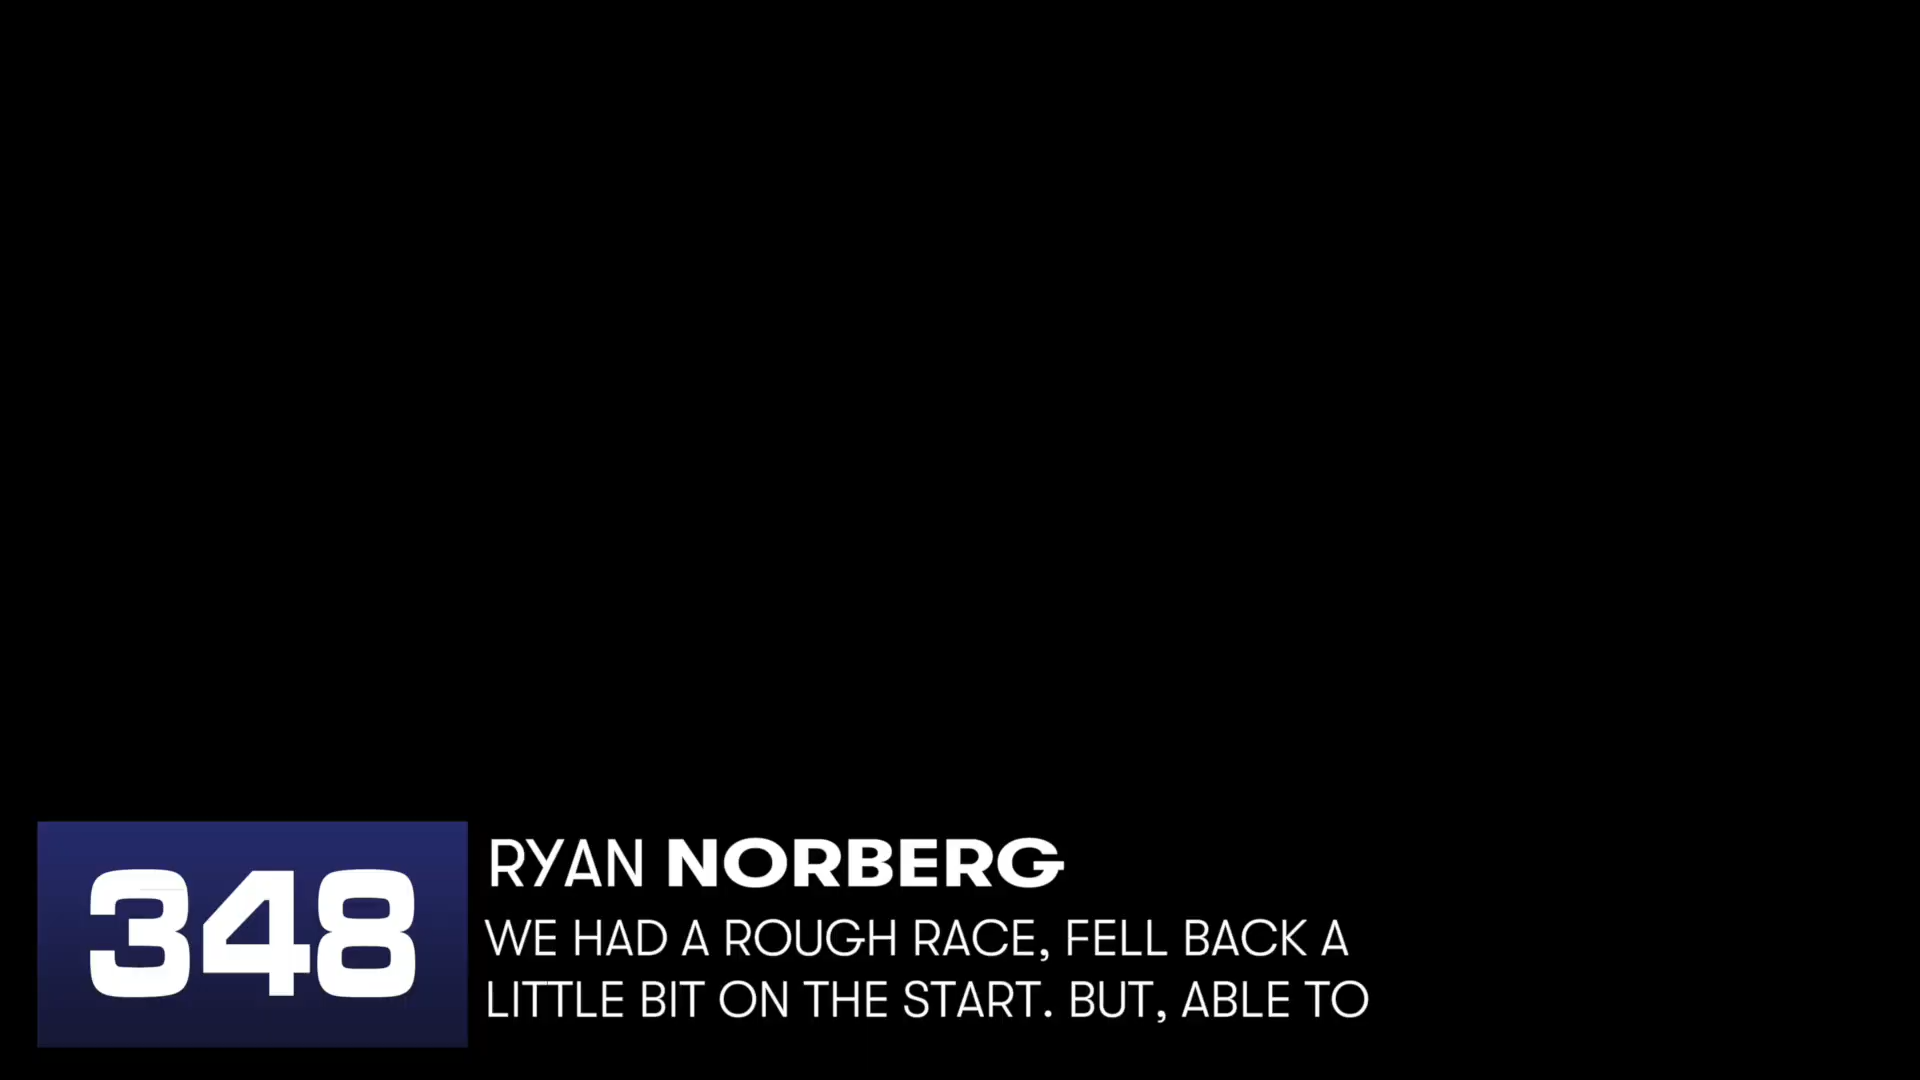 348
RYAN NORBERG
WE HAD A ROUGH RACE, FELL BACK A
LITTLE BIT ON THE START. BUT, ABLE TO